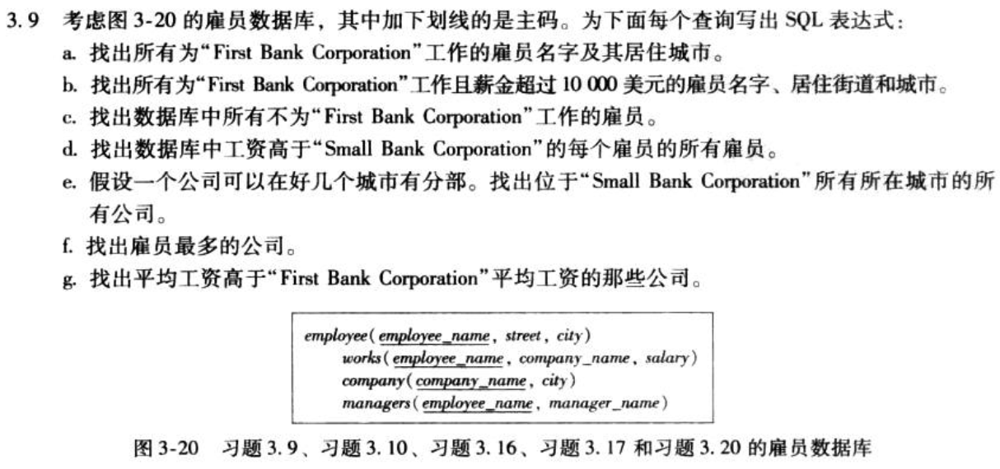 3.9 考虑图 3-20 的雇员数据库，其中加下划线的是主码。为下面每个查询写出 SQL 表达式：
a. 找出所有为“First Bank Corporation”工作的雇员名字及其居住城市。
b. 找出所有为“First Bank Corporation”工作且薪金超过 10 000 美元的雇员名字、居住街道和城市。
c. 找出数据库中所有不为“First Bank Corporation”工作的雇员。
d. 找出数据库中工资高于“Small Bank Corporation”的每个雇员的所有雇员。
e. 假设一个公司可以在好几个城市有分部。找出位于“Small Bank Corporation”所有所在城市的所
有公司。
f. 找出雇员最多的公司。
g. 找出平均工资高于“First Bank Corporation”平均工资的那些公司。
employee(employee_name, street, city)
works(employee_name, company_name, salary)
company(company_name, city)
managers(employee_name, manager_name)
图 3-20 习题 3.9、习题 3.10、习题 3.16、习题 3.17 和习题 3.20 的雇员数据库